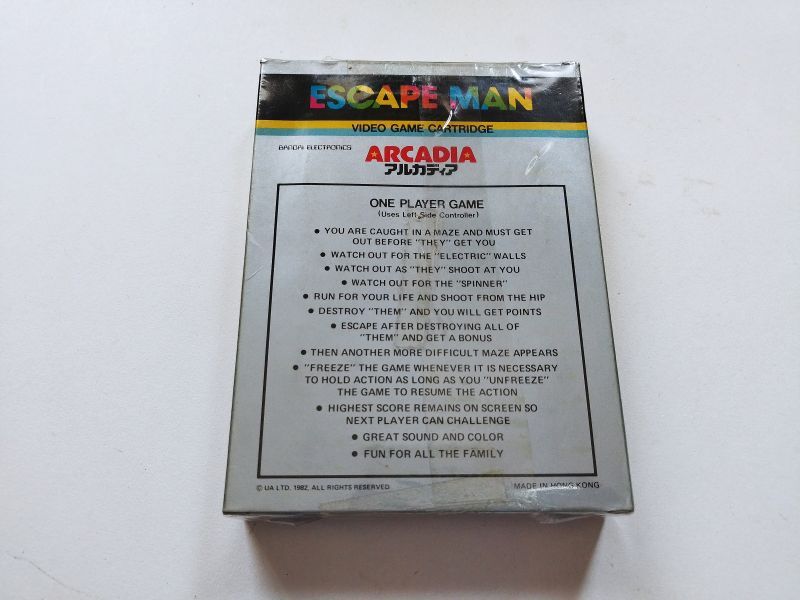 ESCAPE MAN
VIDEO GAME CARTRIDGE
BANDAI ELECTRONICS
ARCADIA
アルカディア
ONE PLAYER GAME
(Uses Left Side Controller)
• YOU ARE CAUGHT IN A MAZE AND MUST GET
OUT BEFORE "THEY" GET YOU
• WATCH OUT FOR THE "ELECTRIC" WALLS
• WATCH OUT AS "THEY" SHOOT AT YOU
• WATCH OUT FOR THE "SPINNER"
• RUN FOR YOUR LIFE AND SHOOT FROM THE HIP
• DESTROY "THEM" AND YOU WILL GET POINTS
• ESCAPE AFTER DESTROYING ALL OF
"THEM" AND GET A BONUS
• THEN ANOTHER MORE DIFFICULT MAZE APPEARS
• "FREEZE" THE GAME WHENEVER IT IS NECESSARY
TO HOLD ACTION AS LONG AS YOU "UNFREEZE"
THE GAME TO RESUME THE ACTION
• HIGHEST SCORE REMAINS ON SCREEN SO
NEXT PLAYER CAN CHALLENGE
• GREAT SOUND AND COLOR
• FUN FOR ALL THE FAMILY
© UA LTD. 1982, ALL RIGHTS RESERVED
MADE IN HONG KONG